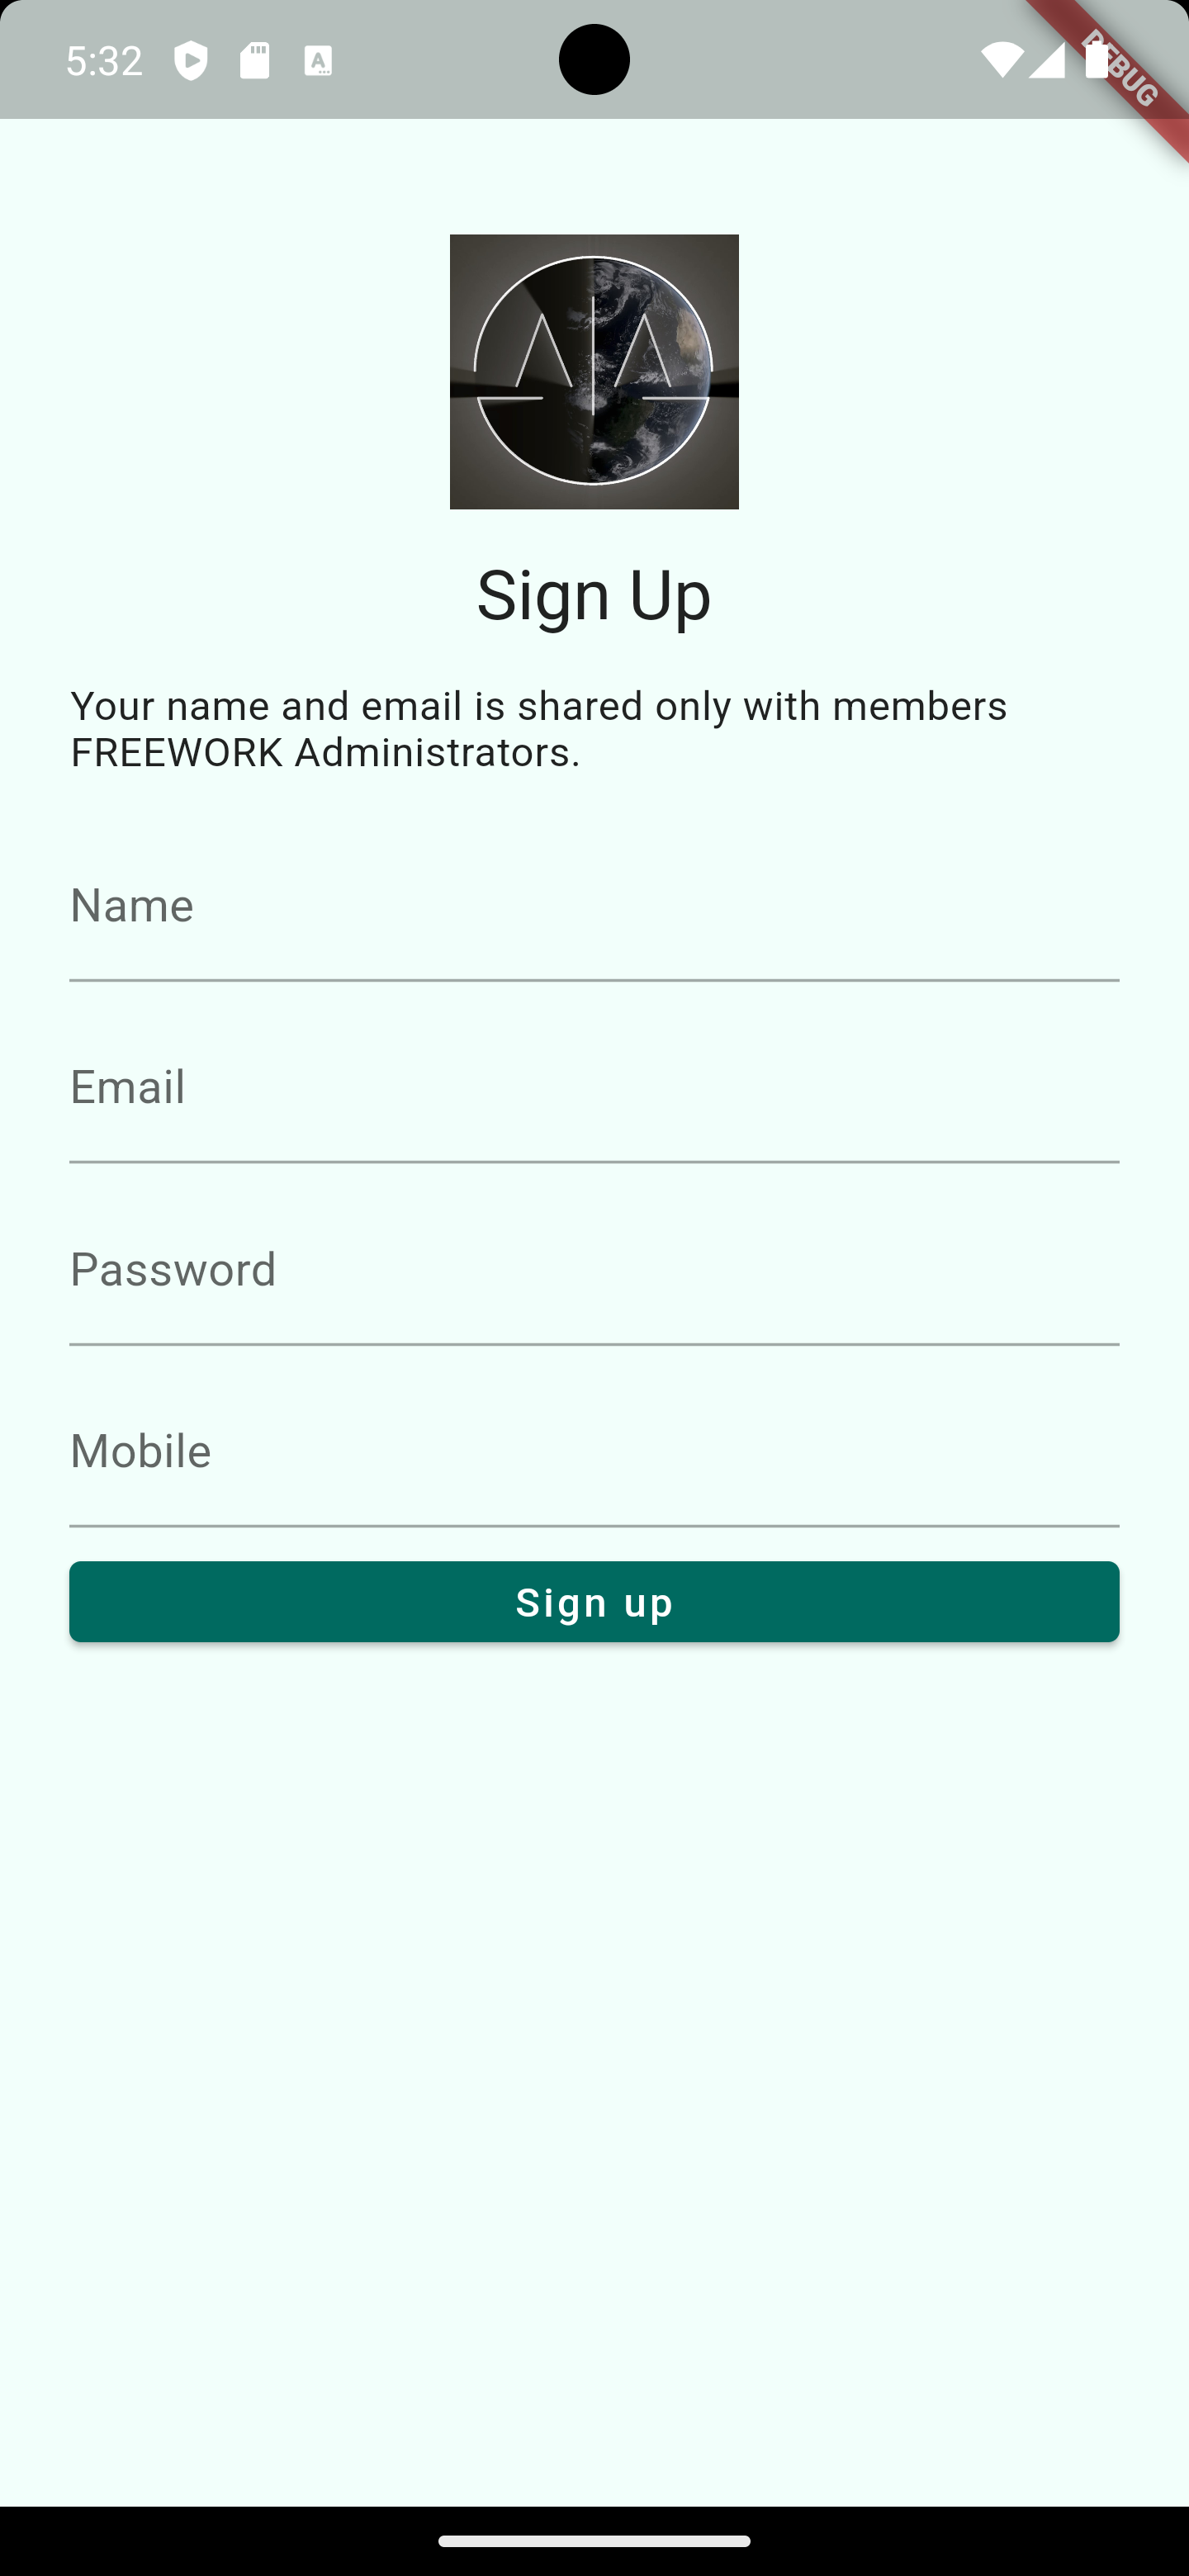 5:32
DEBUG
Sign Up
Your name and email is shared only with members
FREEWORK Administrators.
Name
Email
Password
Mobile
Sign up